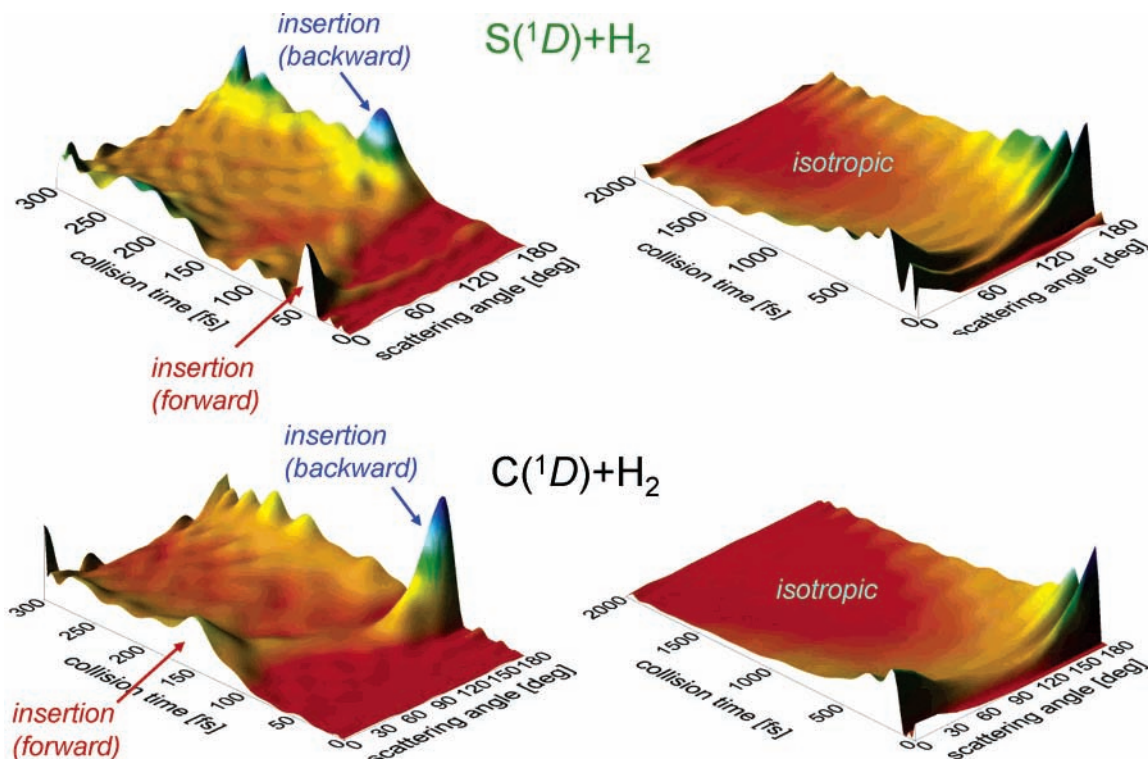 insertion
(backward)
S(¹D)+H₂
isotropic
300
250
200
150
100
50
0
collision time [fs]
0
60
120
180
scattering angle [deg]
insertion
(forward)
2000
1500
1000
500
0
collision time [fs]
0
60
120
180
scattering angle [deg]
insertion
(backward)
C(¹D)+H₂
isotropic
300
250
200
150
100
50
0
collision time [fs]
0
30
60
90
120
150
180
scattering angle [deg]
insertion
(forward)
2000
1500
1000
500
0
collision time [fs]
0
30
60
90
120
150
180
scattering angle [deg]